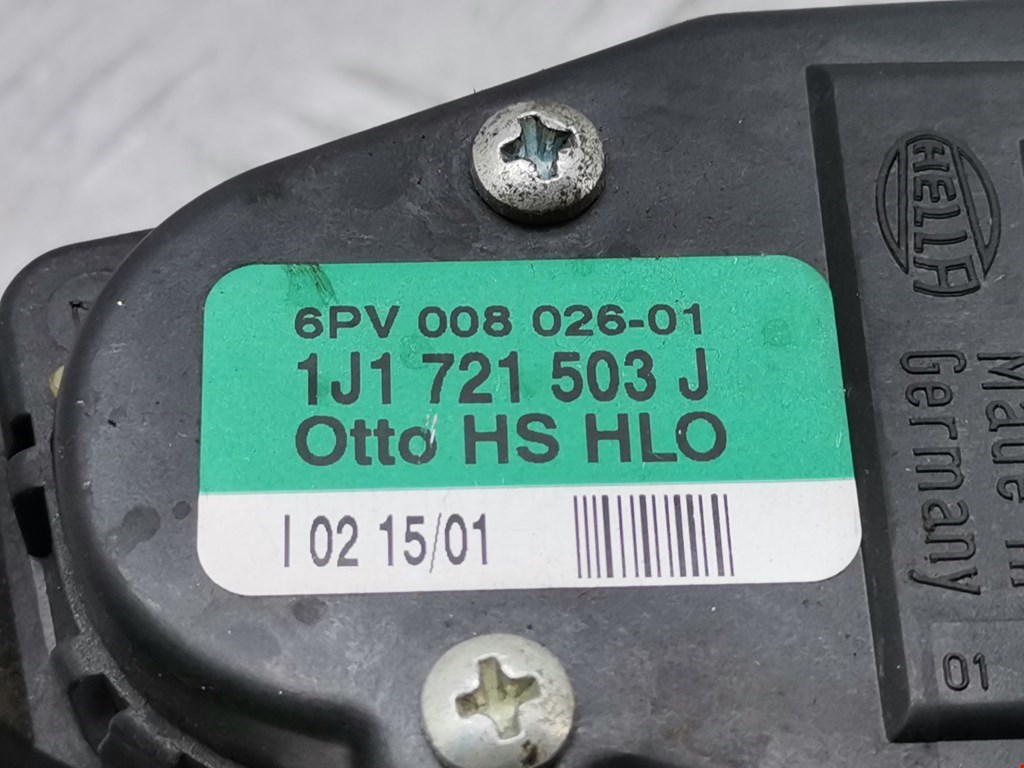 6PV 008 026-01
1J1 721 503 J
Otto HS HLO
I 02 15/01
HELLA
Made in
Germany
01